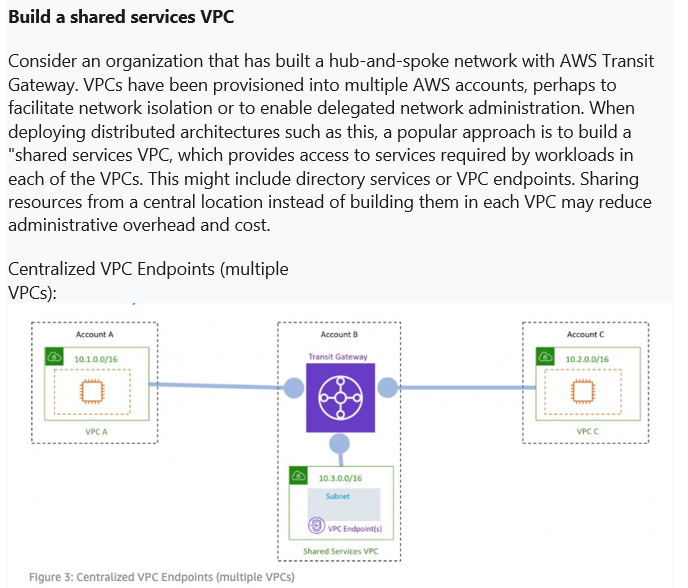 Build a shared services VPC
Consider an organization that has built a hub-and-spoke network with AWS Transit
Gateway. VPCs have been provisioned into multiple AWS accounts, perhaps to
facilitate network isolation or to enable delegated network administration. When
deploying distributed architectures such as this, a popular approach is to build a
"shared services VPC, which provides access to services required by workloads in
each of the VPCs. This might include directory services or VPC endpoints. Sharing
resources from a central location instead of building them in each VPC may reduce
administrative overhead and cost.
Centralized VPC Endpoints (multiple
VPCs):
Account A
10.1.0.0/16
VPC A
Account B
Transit Gateway
10.3.0.0/16
Subnet
VPC Endpoint(s)
Shared Services VPC
Account C
10.2.0.0/16
VPC C
Figure 3: Centralized VPC Endpoints (multiple VPCs)